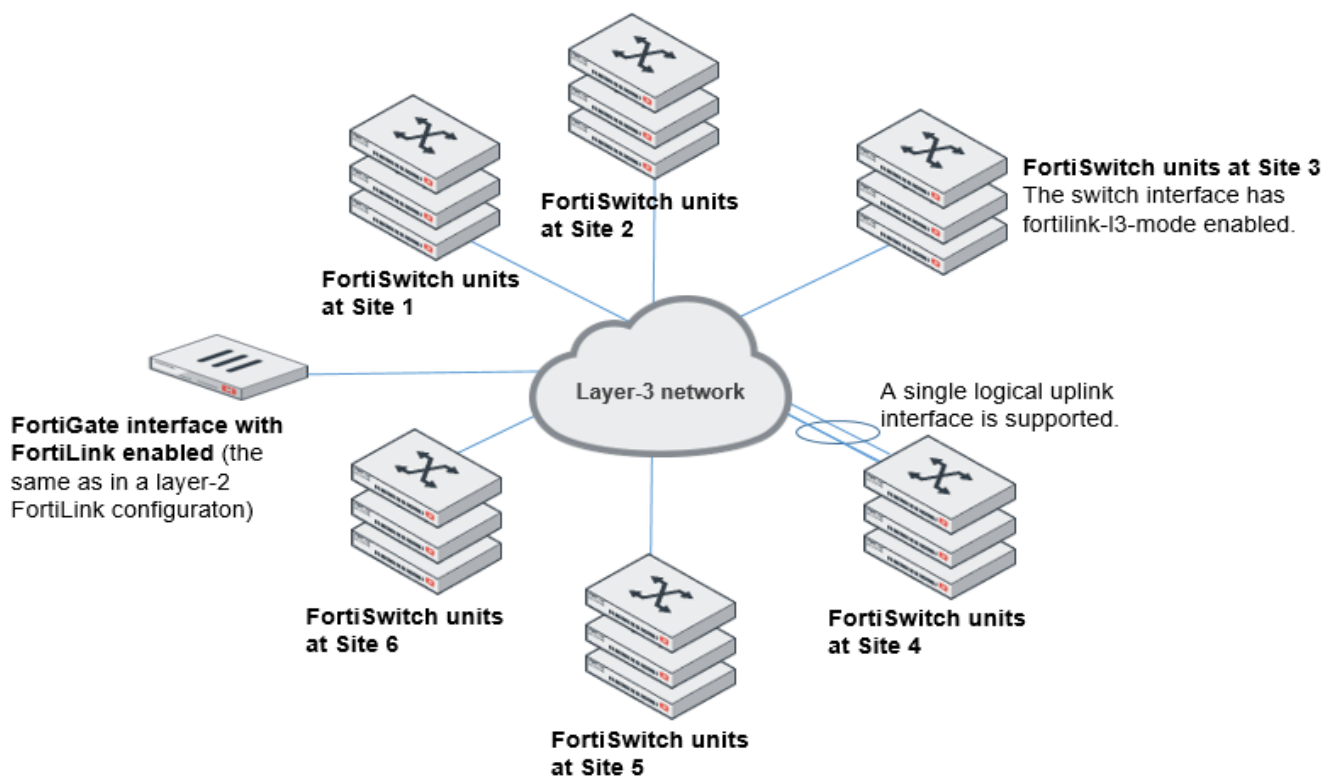 FortiSwitch units at Site 3
The switch interface has
fortilink-l3-mode enabled.
FortiSwitch units
at Site 2
FortiSwitch units
at Site 1
Layer-3 network
A single logical uplink
interface is supported.
FortiGate interface with
FortiLink enabled (the
same as in a layer-2
FortiLink configuraton)
FortiSwitch units
at Site 6
FortiSwitch units
at Site 4
FortiSwitch units
at Site 5